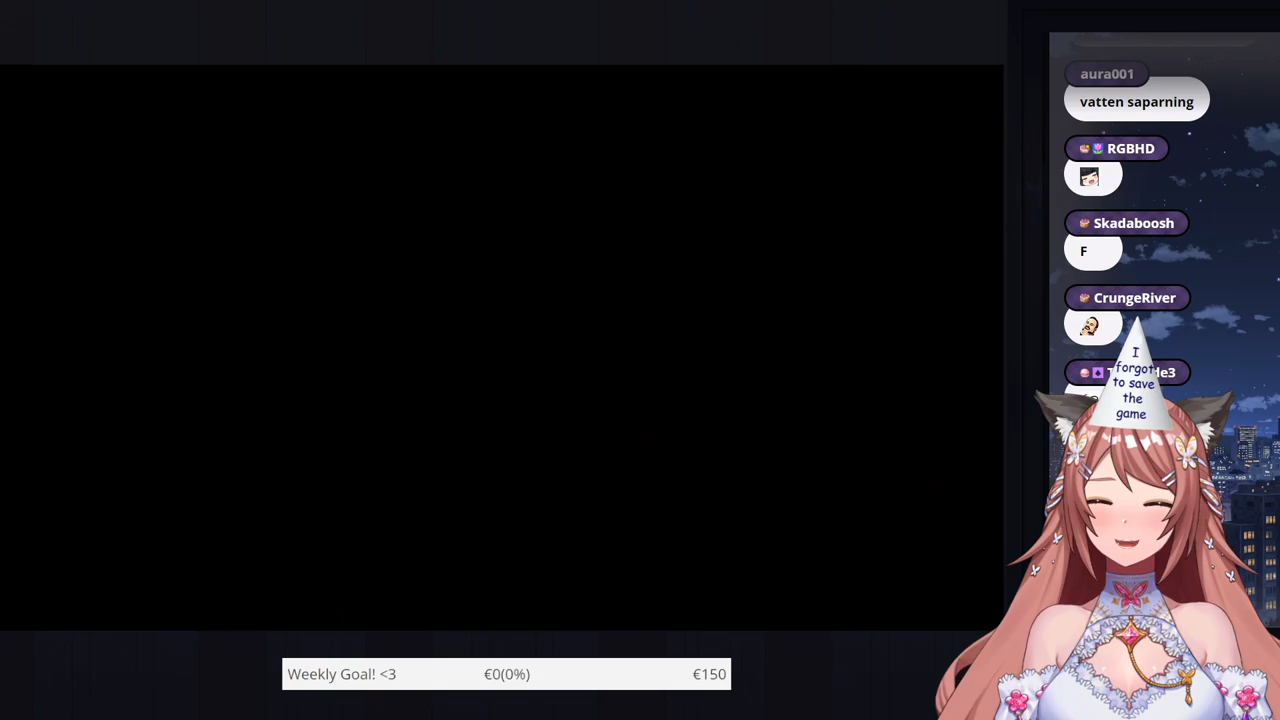 aura001
vatten saparning
RGBHD
Skadaboosh
F
CrungeRiver
I
forgot
to save
the
game
Weekly Goal! <3 €0(0%) €150